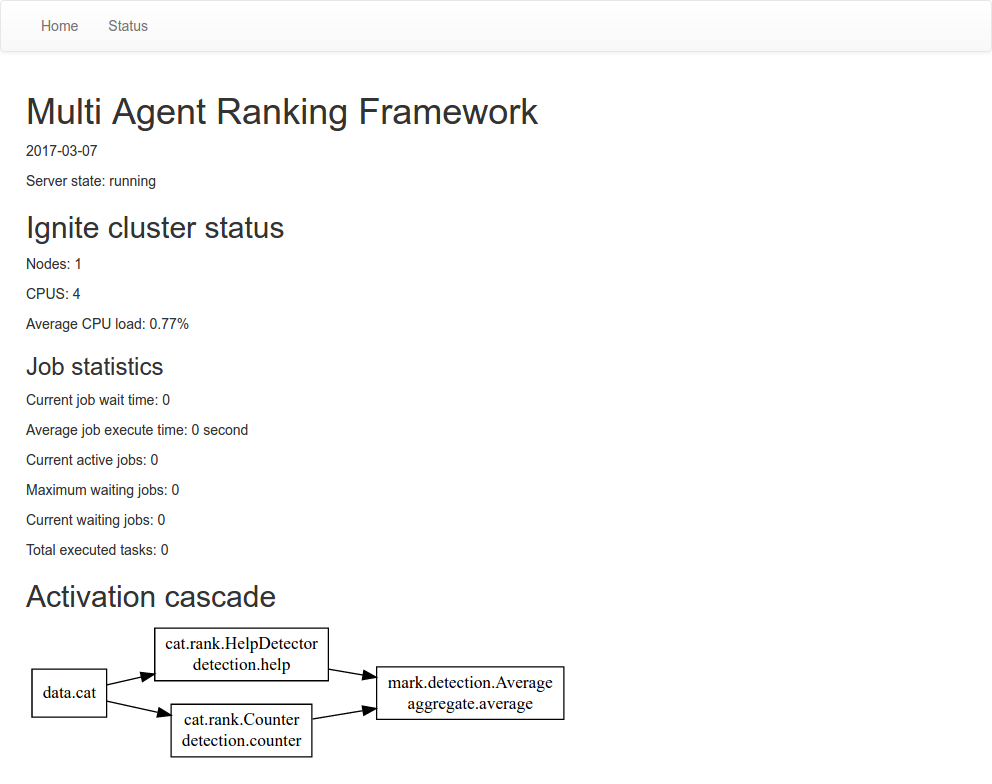 Home Status
Multi Agent Ranking Framework
2017-03-07
Server state: running
Ignite cluster status
Nodes: 1
CPUS: 4
Average CPU load: 0.77%
Job statistics
Current job wait time: 0
Average job execute time: 0 second
Current active jobs: 0
Maximum waiting jobs: 0
Current waiting jobs: 0
Total executed tasks: 0
Activation cascade
data.cat
cat.rank.HelpDetector
detection.help
cat.rank.Counter
detection.counter
mark.detection.Average
aggregate.average